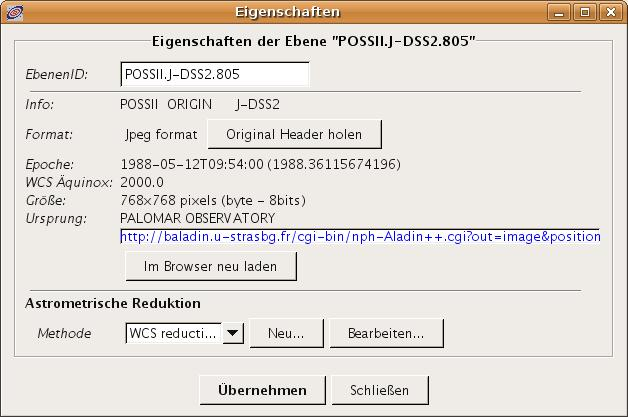 Eigenschaften
Eigenschaften der Ebene "POSSII.J-DSS2.805"
EbenenID: POSSII.J-DSS2.805
Info: POSSII ORIGIN J-DSS2
Format: Jpeg format Original Header holen
Epoche: 1988-05-12T09:54:00 (1988.36115674196)
WCS Äquinox: 2000.0
Größe: 768x768 pixels (byte - 8bits)
Ursprung: PALOMAR OBSERVATORY
http://baladin.u-strasbg.fr/cgi-bin/nph-Aladin++.cgi?out=image&position
Im Browser neu laden
Astrometrische Reduktion
Methode WCS reducti... Neu... Bearbeiten...
Übernehmen Schließen